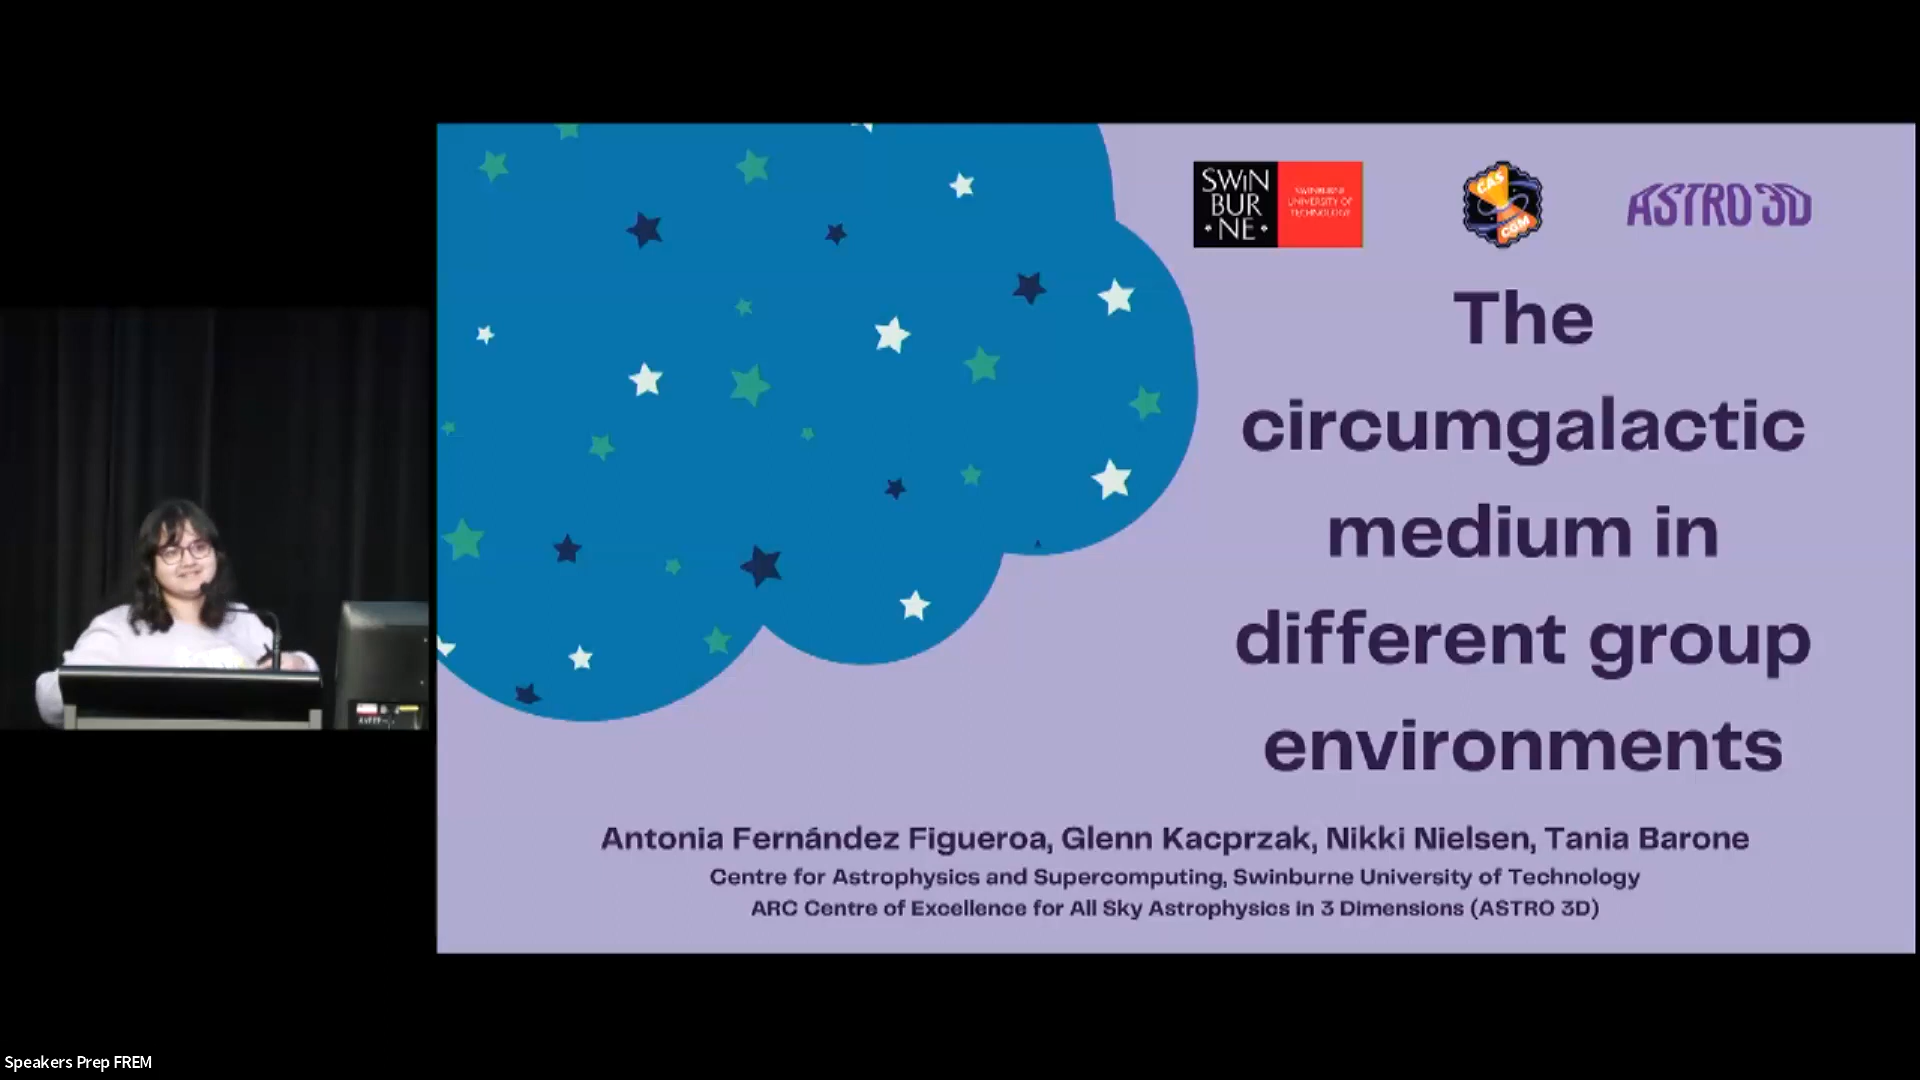 SWIN
BUR
• NE •
SWINBURNE
UNIVERSITY OF
TECHNOLOGY
CAS
CGM
ASTRO 3D
The
circumgalactic
medium in
different group
environments
Antonia Fernández Figueroa, Glenn Kacprzak, Nikki Nielsen, Tania Barone
Centre for Astrophysics and Supercomputing, Swinburne University of Technology
ARC Centre of Excellence for All Sky Astrophysics in 3 Dimensions (ASTRO 3D)
Speakers Prep FREM